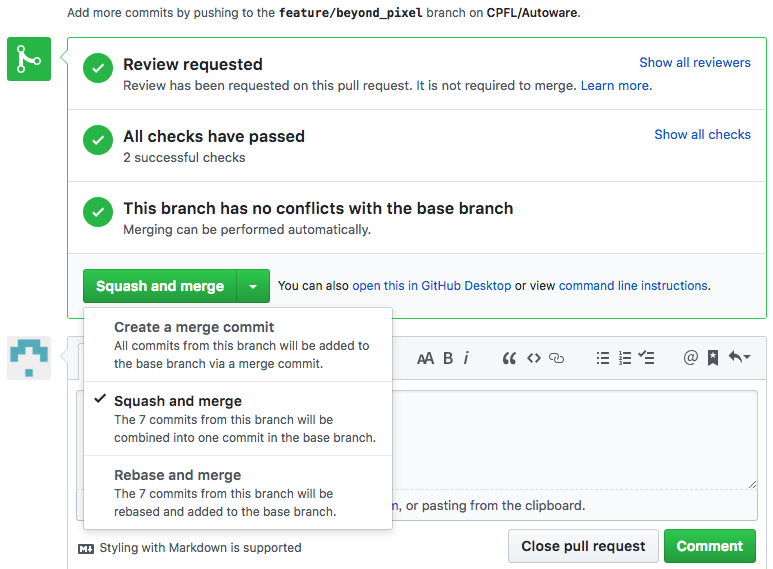 Add more commits by pushing to the feature/beyond_pixel branch on CPFL/Autoware.
Review requested
Show all reviewers
Review has been requested on this pull request. It is not required to merge. Learn more.
All checks have passed
Show all checks
2 successful checks
This branch has no conflicts with the base branch
Merging can be performed automatically.
Squash and merge
You can also open this in GitHub Desktop or view command line instructions.
Create a merge commit
All commits from this branch will be added to
the base branch via a merge commit.
AA B i
Squash and merge
The 7 commits from this branch will be
combined into one commit in the base branch.
Rebase and merge
The 7 commits from this branch will be
rebased and added to the base branch.
, or pasting from the clipboard.
Styling with Markdown is supported
Close pull request
Comment